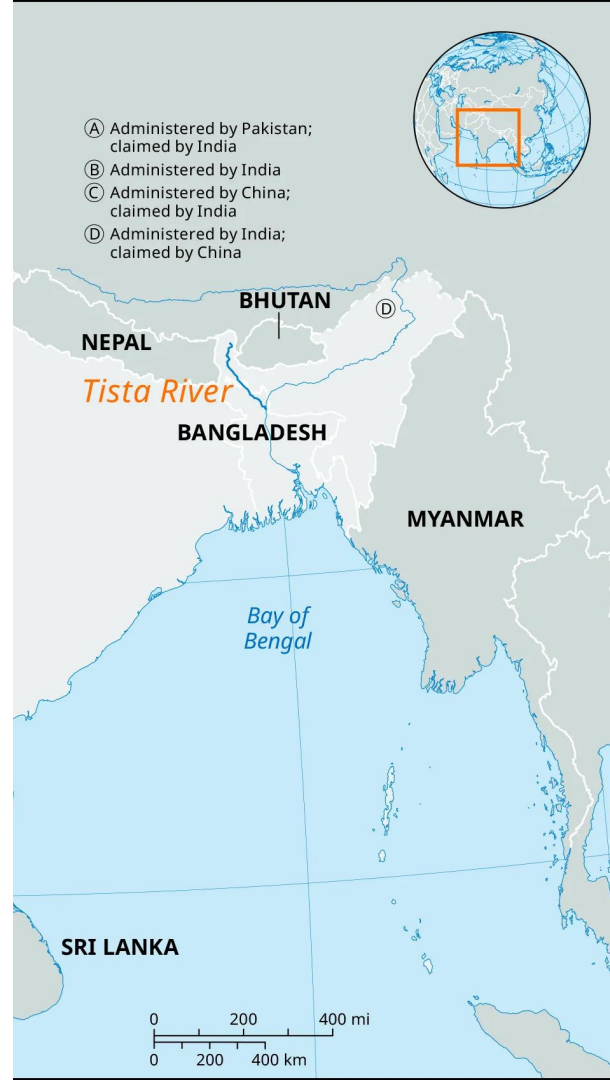 Ⓐ Administered by Pakistan;
claimed by India
Ⓑ Administered by India
Ⓒ Administered by China;
claimed by India
Ⓓ Administered by India;
claimed by China
BHUTAN
Ⓓ
NEPAL
Tista River
BANGLADESH
MYANMAR
Bay of
Bengal
SRI LANKA
0 200 400 mi
0 200 400 km